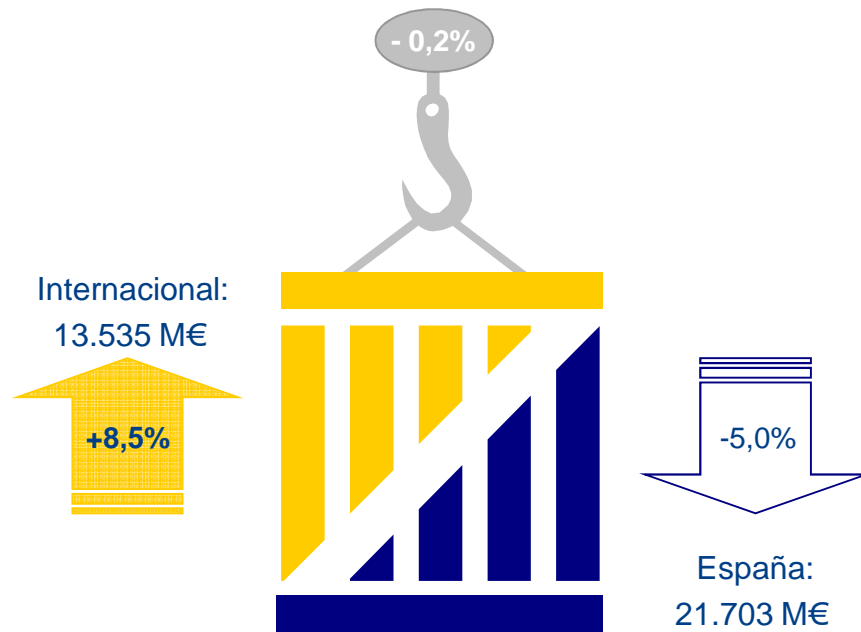 - 0,2%
Internacional:
13.535 M€
+8,5%
-5,0%
España:
21.703 M€